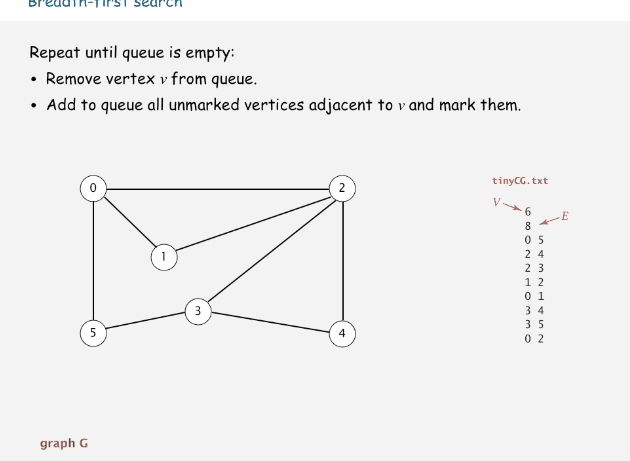 Breadth-first search
Repeat until queue is empty:
• Remove vertex v from queue.
• Add to queue all unmarked vertices adjacent to v and mark them.
0
2
1
3
5
4
tinyCG.txt
V
6
E
8
0 5
2 4
2 3
1 2
0 1
3 4
3 5
0 2
graph G